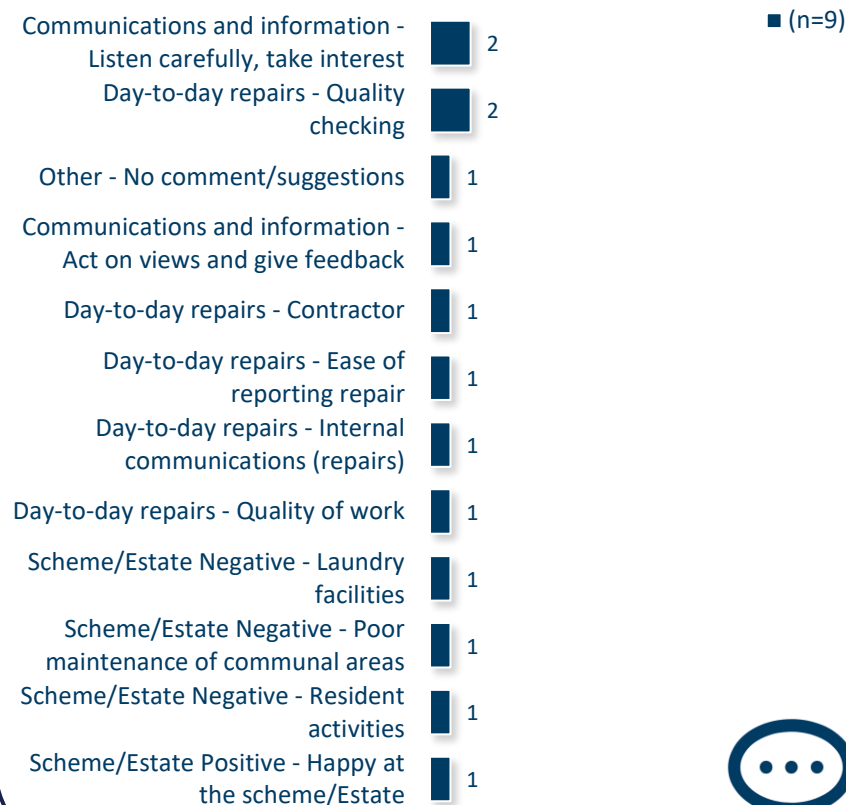 Communications and information -
Listen carefully, take interest
2
(n=9)
Day-to-day repairs - Quality
checking
2
Other - No comment/suggestions
1
Communications and information -
Act on views and give feedback
1
Day-to-day repairs - Contractor
1
Day-to-day repairs - Ease of
reporting repair
1
Day-to-day repairs - Internal
communications (repairs)
1
Day-to-day repairs - Quality of work
1
Scheme/Estate Negative - Laundry
facilities
1
Scheme/Estate Negative - Poor
maintenance of communal areas
1
Scheme/Estate Negative - Resident
activities
1
Scheme/Estate Positive - Happy at
the scheme/Estate
1